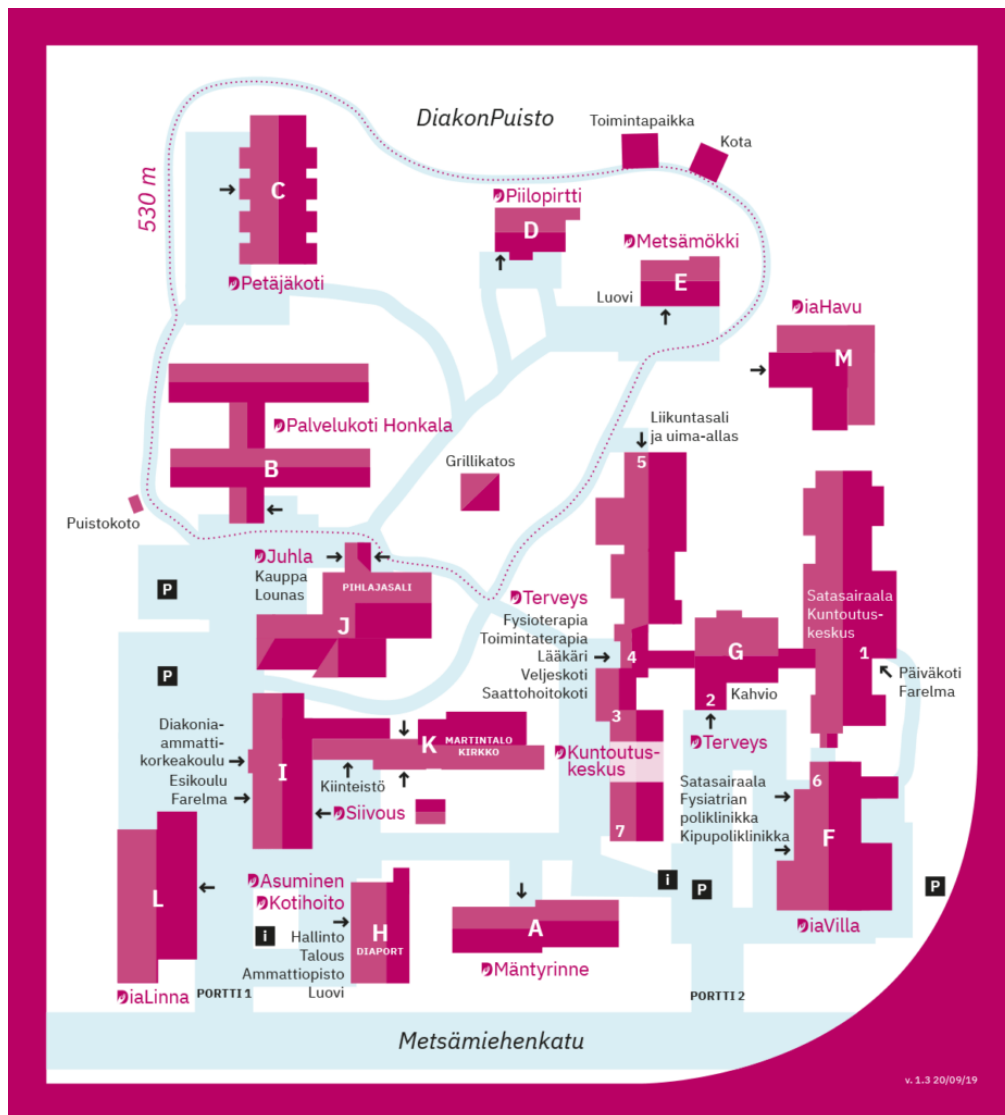 DiakonPuisto
Toimintapaikka
Kota
530 m
C
Petäjäkoti
Piilopirtti
D
Metsämökki
Luovi
E
DiaHavu
M
Palvelukoti Honkala
B
Puistokoto
Grillikatos
Liikuntasali
ja uima-allas
5
Juhla
Kauppa
Lounas
PIHLAJASALI
J
P
P
Terveys
Fysioterapia
Toimintaterapia
Lääkäri
Veljeskoti
Saattohoitokoti
4
3
G
2
Kahvio
Terveys
Satasairaala
Kuntoutus-
keskus
1
Päiväkoti
Farelma
Diakonia-
ammatti-
korkeakoulu
Esikoulu
Farelma
I
K
MARTINTALO
KIRKKO
Kiinteistö
Siivous
Kuntoutus-
keskus
7
Satasairaala
Fysiatrian
poliklinikka
Kipupoliklinikka
6
F
DiaVilla
P
L
DiaLinna
Asuminen
Kotihoito
i
Hallinto
Talous
Ammattiopisto
Luovi
H
DIAPORT
A
Mäntyrinne
i
P
PORTTI 1
PORTTI 2
Metsämiehenkatu
v. 1.3 20/09/19